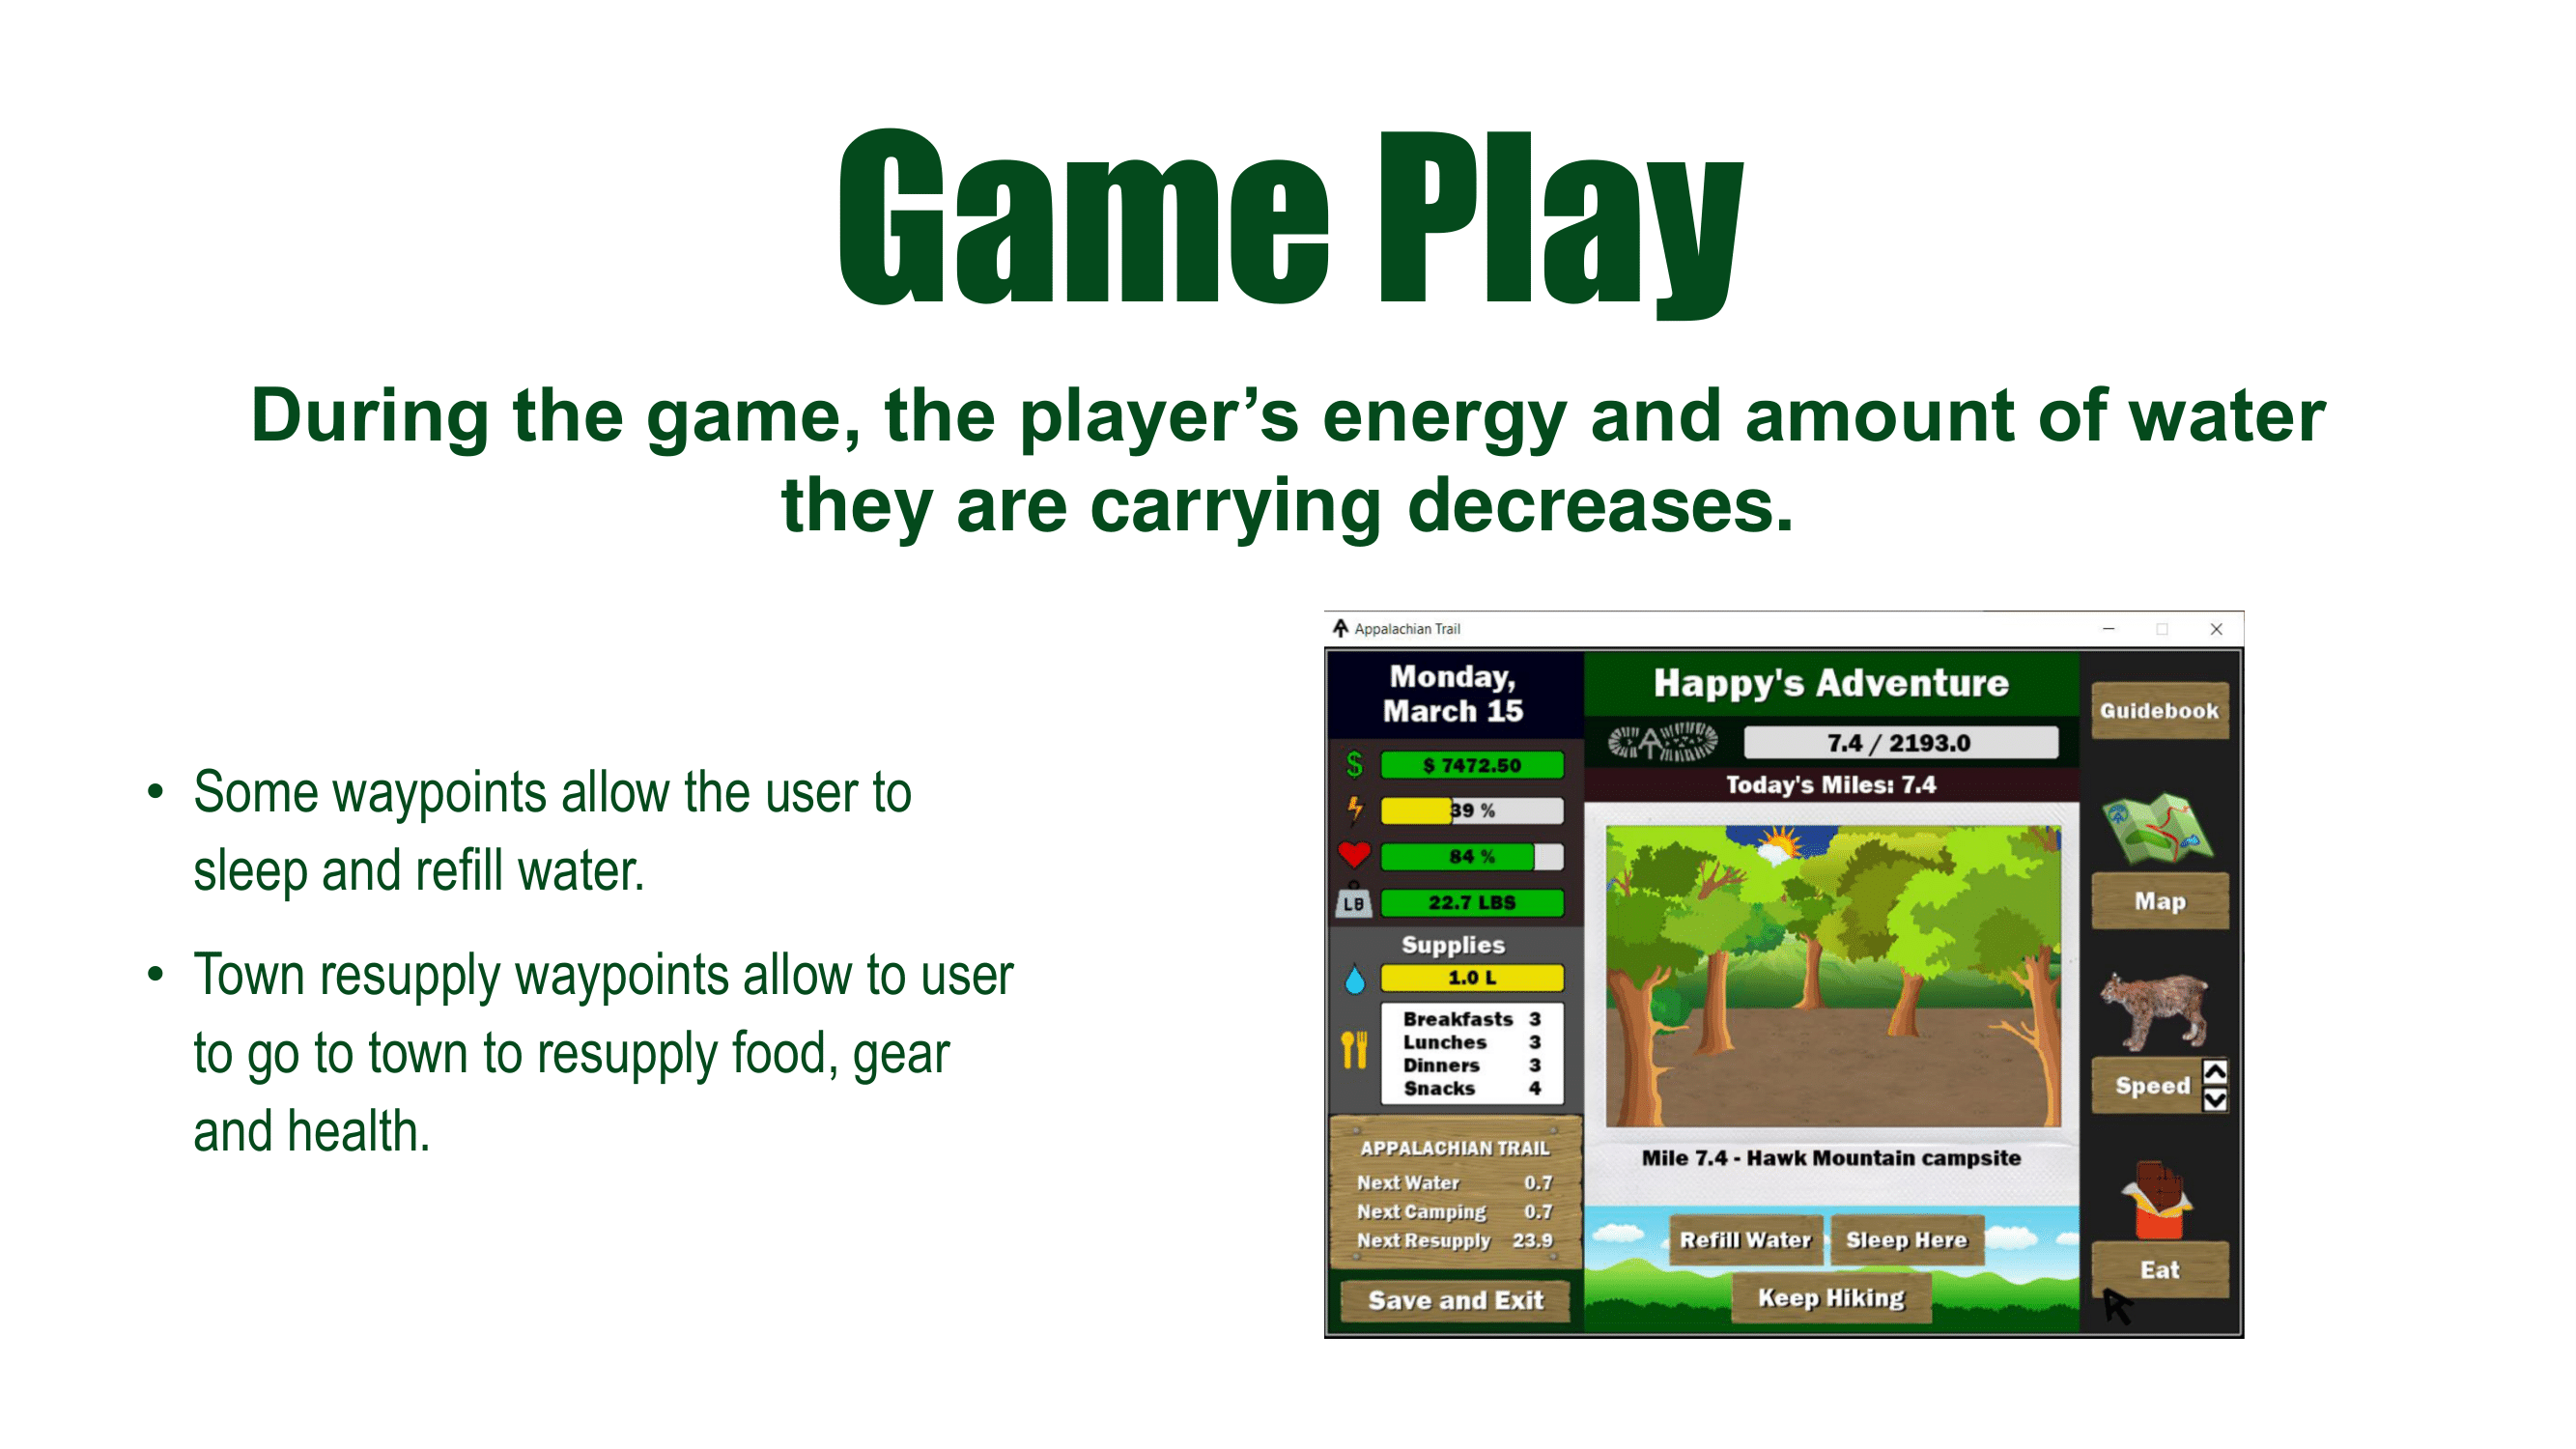 Game Play
During the game, the player’s energy and amount of water
they are carrying decreases.
• Some waypoints allow the user to
sleep and refill water.
• Town resupply waypoints allow to user
to go to town to resupply food, gear
and health.
Appalachian Trail
Monday,
March 15
$ 7472.50
39 %
84 %
LB
22.7 LBS
Supplies
1.0 L
Breakfasts 3
Lunches 3
Dinners 3
Snacks 4
APPALACHIAN TRAIL
Next Water 0.7
Next Camping 0.7
Next Resupply 23.9
Save and Exit
Happy's Adventure
7.4 / 2193.0
Today's Miles: 7.4
Mile 7.4 - Hawk Mountain campsite
Refill Water
Sleep Here
Keep Hiking
Guidebook
Map
Speed
Eat